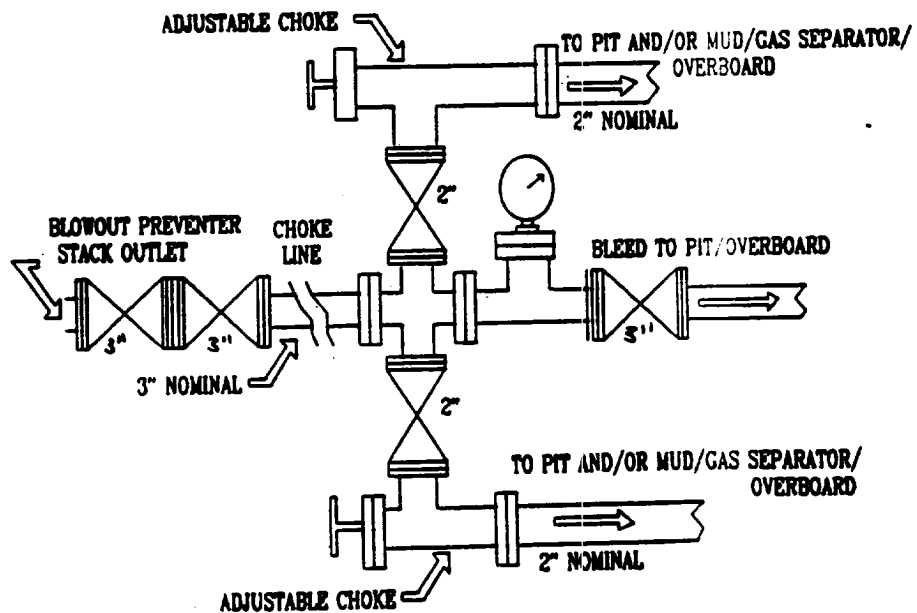 ADJUSTABLE CHOKE
TO PIT AND/OR MUD/GAS SEPARATOR/
OVERBOARD
2" NOMINAL
2"
BLOWOUT PREVENTER
STACK OUTLET
CHOKE
LINE
BLEED TO PIT/OVERBOARD
3"
3"
3"
3" NOMINAL
2"
TO PIT AND/OR MUD/GAS SEPARATOR/
OVERBOARD
2" NOMINAL
ADJUSTABLE CHOKE